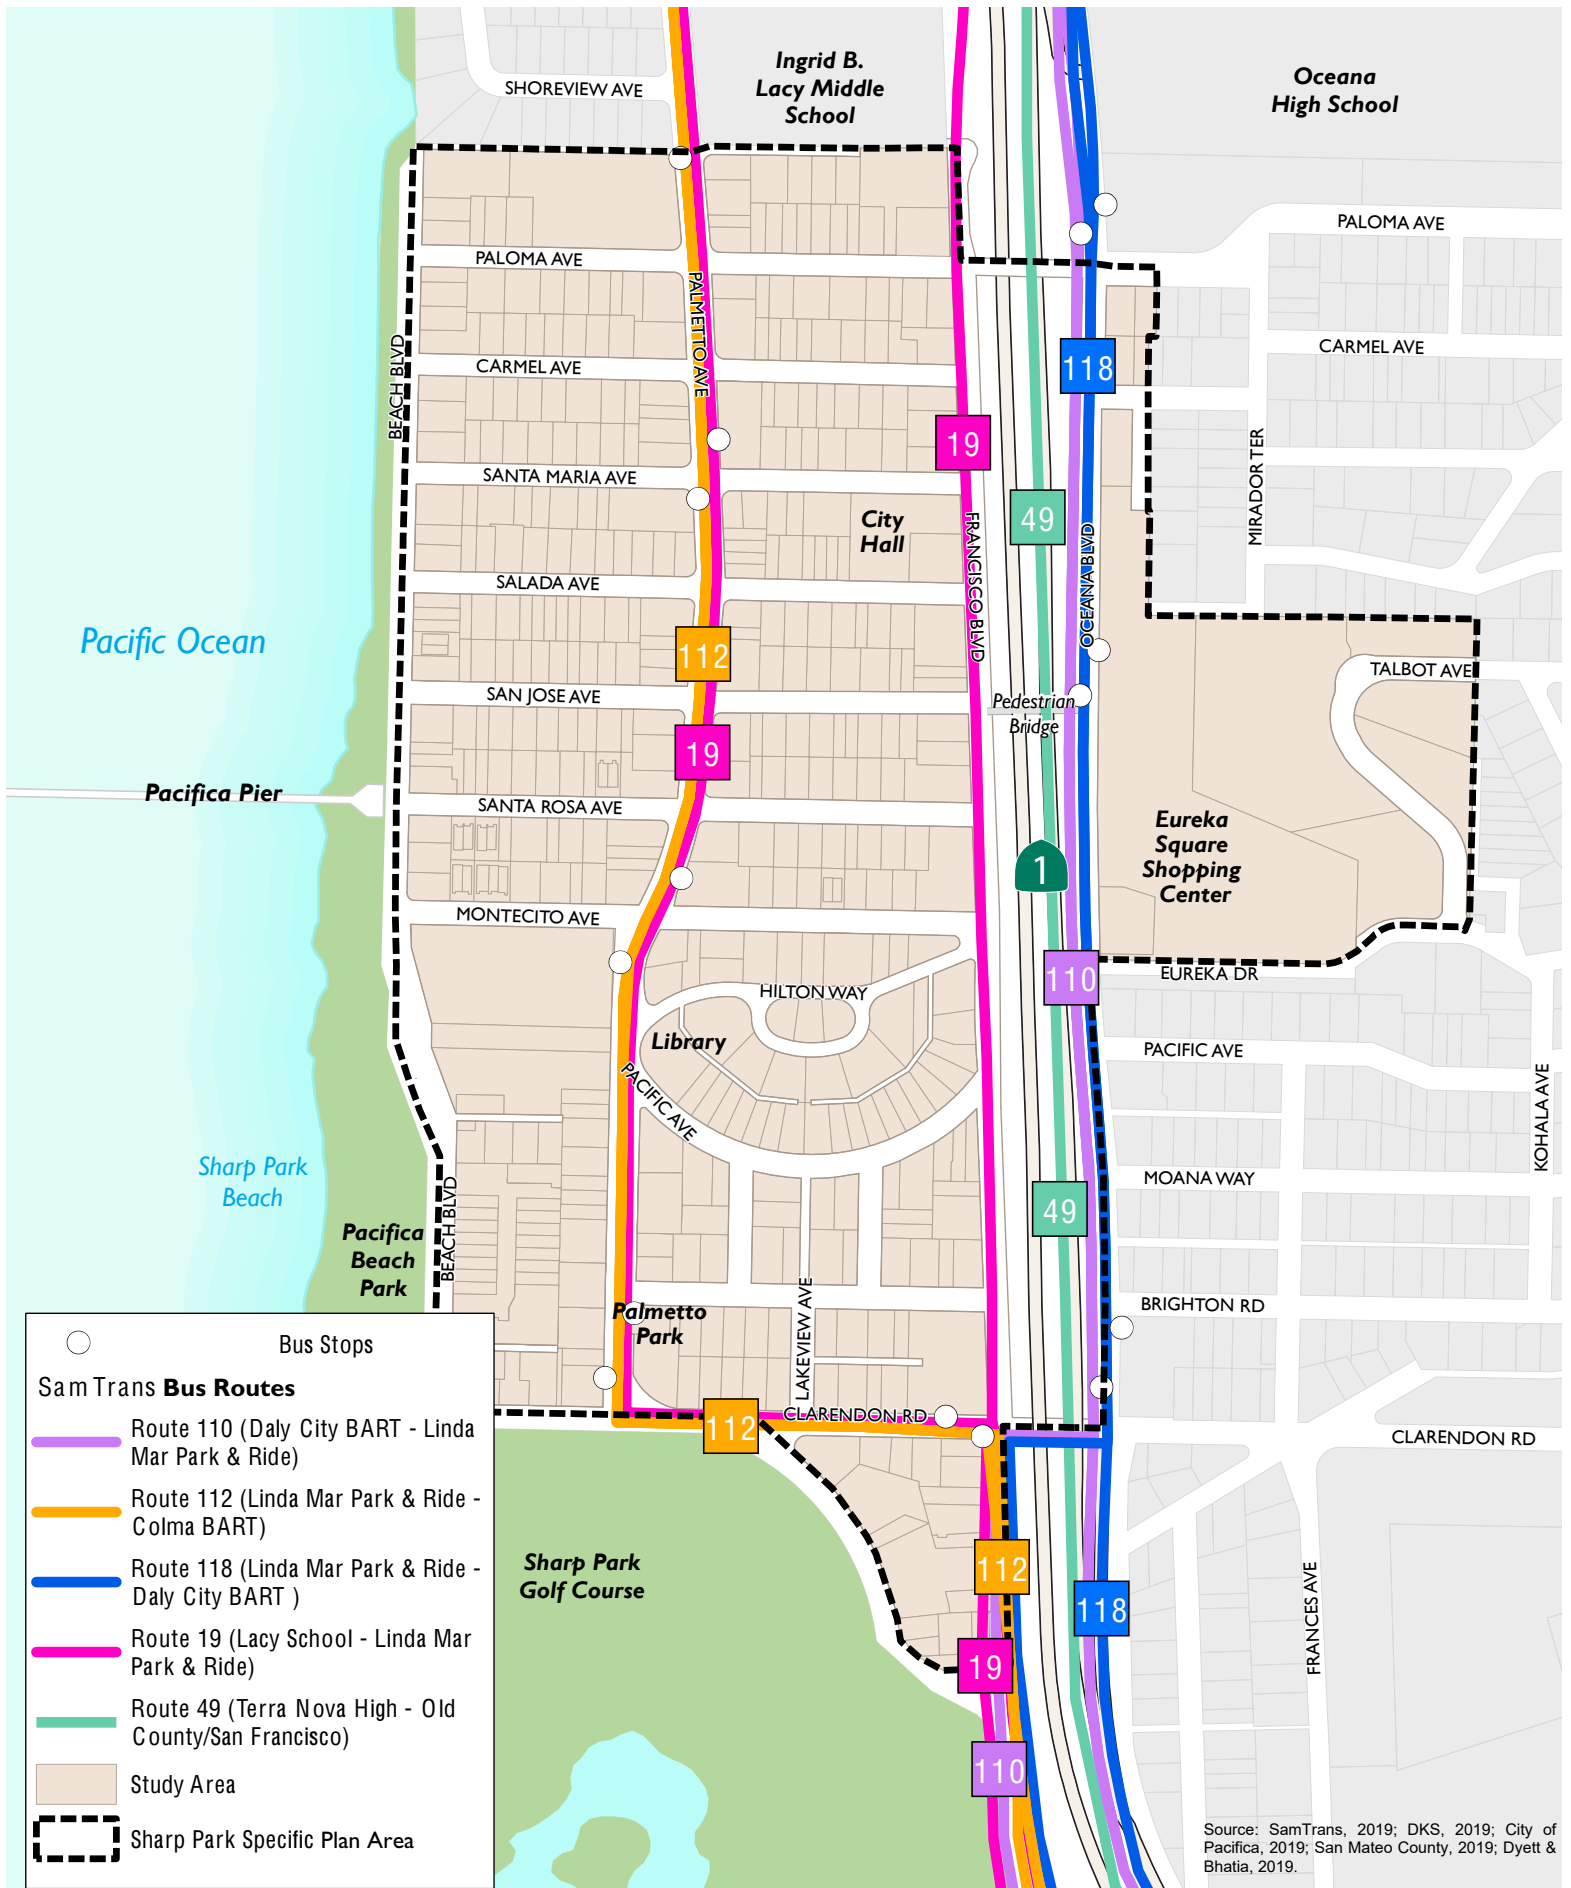 Ingrid B.
Lacy Middle
School
Oceana
High School
SHOREVIEW AVE
PALOMA AVE
PALOMA AVE
PALMETTO AVE
BEACH BLVD
CARMEL AVE
CARMEL AVE
118
19
MIRADOR TER
SANTA MARIA AVE
City
Hall
49
FRANCISCO BLVD
OCEANA BLVD
SALADA AVE
Pacific Ocean
112
TALBOT AVE
SAN JOSE AVE
Pedestrian
Bridge
19
Pacifica Pier
SANTA ROSA AVE
Eureka
Square
Shopping
Center
1
MONTECITO AVE
110
EUREKA DR
HILTON WAY
Library
PACIFIC AVE
PACIFIC AVE
KOHALA AVE
Sharp Park
Beach
MOANA WAY
BEACH BLVD
49
Pacifica
Beach
Park
LAKEVIEW AVE
BRIGHTON RD
Palmetto
Park
CLARENDON RD
112
CLARENDON RD
Sharp Park
Golf Course
112
118
FRANCES AVE
19
110
Bus Stops
SamTrans Bus Routes
Route 110 (Daly City BART - Linda
Mar Park & Ride)
Route 112 (Linda Mar Park & Ride -
Colma BART)
Route 118 (Linda Mar Park & Ride -
Daly City BART )
Route 19 (Lacy School - Linda Mar
Park & Ride)
Route 49 (Terra Nova High - Old
County/San Francisco)
Study Area
Sharp Park Specific Plan Area
Source: SamTrans, 2019; DKS, 2019; City of
Pacifica, 2019; San Mateo County, 2019; Dyett &
Bhatia, 2019.